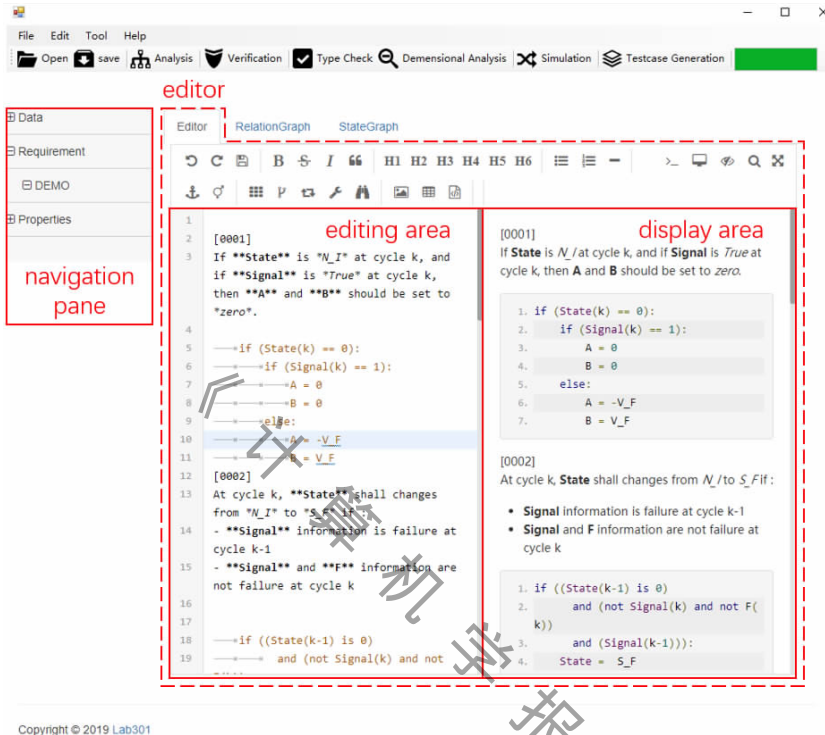 File Edit Tool Help
Open save Analysis Verification Type Check Demensional Analysis Simulation Testcase Generation
editor
Data
Requirement
DEMO
Properties
navigation
pane
Editor RelationGraph StateGraph
B S I H1 H2 H3 H4 H5 H6
editing area
1
2 [0001]
3 If **State** is *N_I* at cycle k, and
if **Signal** is *True* at cycle k,
then **A** and **B** should be set to
*zero*.
4
5 if (State(k) == 0):
6 if (Signal(k) == 1):
7 A = 0
8 B = 0
9 else:
10 A = -V_F
11 B = V_F
12 [0002]
13 At cycle k, **State** shall changes
from *N_I* to *S_F* if :
14 - **Signal** information is failure at
cycle k-1
15 - **Signal** and **F** information are
not failure at cycle k
16
17
18 if ((State(k-1) is 0)
19 and (not Signal(k) and not
display area
[0001]
If State is N_I at cycle k, and if Signal is True at
cycle k, then A and B should be set to zero.
1. if (State(k) == 0):
2. if (Signal(k) == 1):
3. A = 0
4. B = 0
5. else:
6. A = -V_F
7. B = V_F
[0002]
At cycle k, State shall changes from N_I to S_F if :
• Signal information is failure at cycle k-1
• Signal and F information are not failure at
cycle k
1. if ((State(k-1) is 0)
2. and (not Signal(k) and not F(
k))
3. and (Signal(k-1))):
4. State = S_F
《计算机学报
Copyright © 2019 Lab301